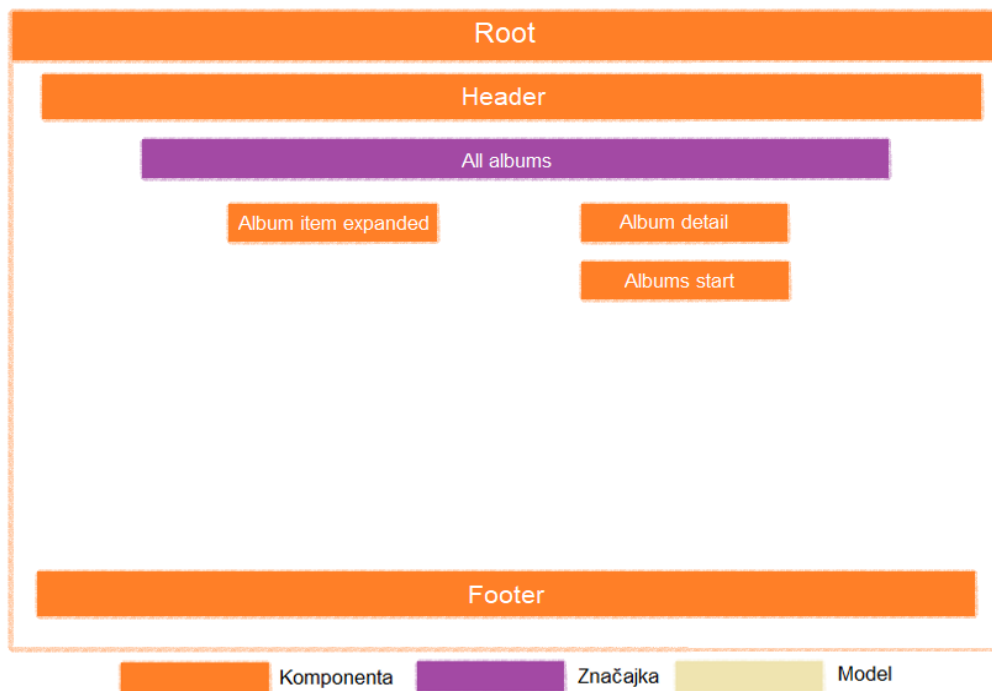 Root
Header
All albums
Album item expanded
Album detail
Albums start
Footer
Komponenta
Značajka
Model